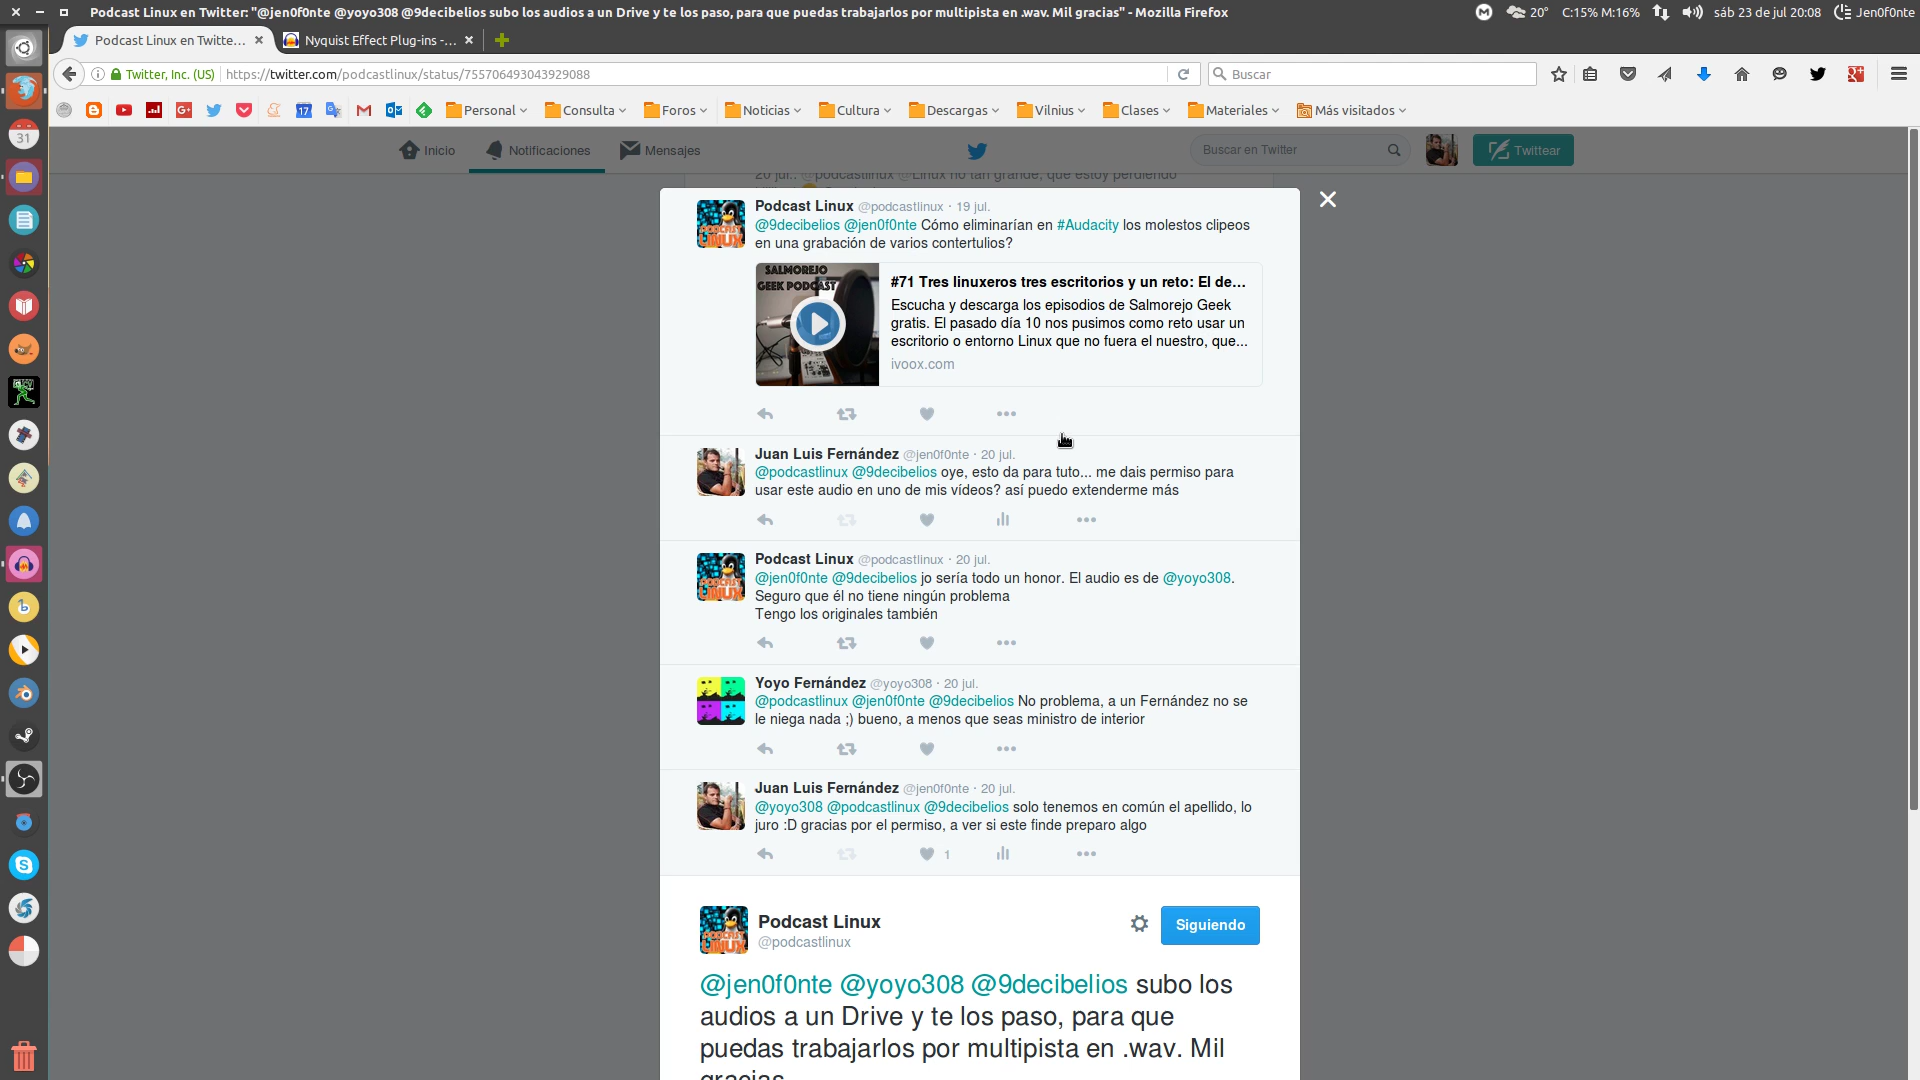 Podcast Linux en Twitter: "@jen0f0nte @yoyo308 @9decibelios subo los audios a un Drive y te los paso, para que puedas trabajarlos por multipista en .wav. Mil gracias" - Mozilla Firefox
20° C:15% M:16% sáb 23 de jul 20:08 Jen0f0nte
Podcast Linux en Twitte... Nyquist Effect Plug-ins -...
Twitter, Inc. (US) https://twitter.com/podcastlinux/status/755706493043929088 Buscar
Personal Consulta Foros Noticias Cultura Descargas Vilnius Clases Materiales Más visitados
Inicio Notificaciones Mensajes Buscar en Twitter Twittear
20 jul.. @podcastlinux @Linux no tan grande, que estoy perdiendo
Podcast Linux @podcastlinux · 19 jul.
@9decibelios @jen0f0nte Cómo eliminarían en #Audacity los molestos clipeos
en una grabación de varios contertulios?
SALMOREJO
GEEK PODCAST
#71 Tres linuxeros tres escritorios y un reto: El de...
Escucha y descarga los episodios de Salmorejo Geek
gratis. El pasado día 10 nos pusimos como reto usar un
escritorio o entorno Linux que no fuera el nuestro, que...
ivoox.com
Juan Luis Fernández @jen0f0nte · 20 jul.
@podcastlinux @9decibelios oye, esto da para tuto... me dais permiso para
usar este audio en uno de mis vídeos? así puedo extenderme más
Podcast Linux @podcastlinux · 20 jul.
@jen0f0nte @9decibelios jo sería todo un honor. El audio es de @yoyo308.
Seguro que él no tiene ningún problema
Tengo los originales también
Yoyo Fernández @yoyo308 · 20 jul.
@podcastlinux @jen0f0nte @9decibelios No problema, a un Fernández no se
le niega nada ;) bueno, a menos que seas ministro de interior
Juan Luis Fernández @jen0f0nte · 20 jul.
@yoyo308 @podcastlinux @9decibelios solo tenemos en común el apellido, lo
juro :D gracias por el permiso, a ver si este finde preparo algo
1
Podcast Linux
@podcastlinux
Siguiendo
@jen0f0nte @yoyo308 @9decibelios subo los
audios a un Drive y te los paso, para que
puedas trabajarlos por multipista en .wav. Mil
gracias